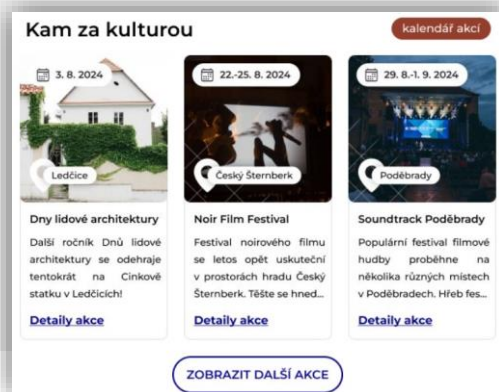 Kam za kulturou
kalendář akcí
3. 8. 2024
Ledčice
Dny lidové architektury
Další ročník Dnů lidové
architektury se odehraje
tentokrát na Cinkově
statku v Ledčicích!
Detaily akce
22.-25. 8. 2024
Český Šternberk
Noir Film Festival
Festival noirového filmu
se letos opět uskuteční
v prostorách hradu Český
Šternberk. Těšte se hned...
Detaily akce
29. 8.-1. 9. 2024
Poděbrady
Soundtrack Poděbrady
Populární festival filmové
hudby proběhne na
několika různých místech
v Poděbradech. Hřeb fes...
Detaily akce
ZOBRAZIT DALŠÍ AKCE